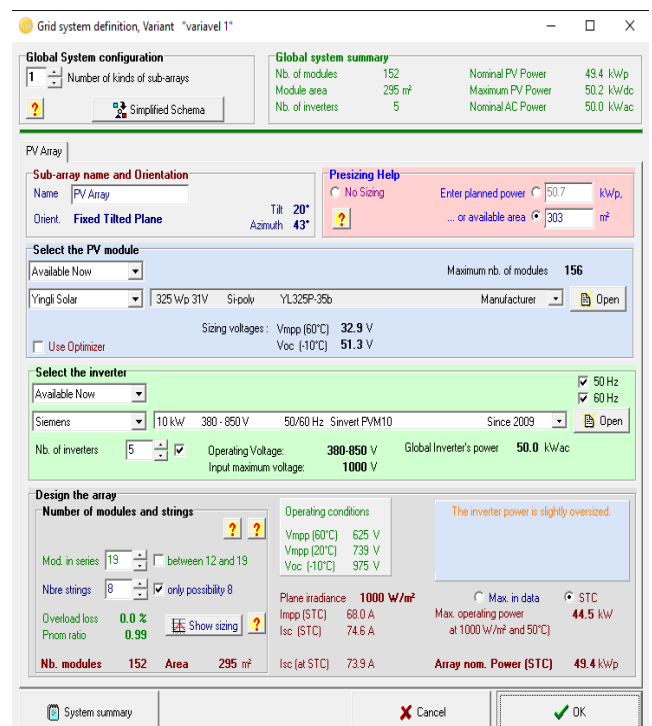 Grid system definition, Variant "variavel 1"
Global System configuration
1 Number of kinds of sub-arrays
? Simplified Schema
Global system summary
Nb. of modules 152 Nominal PV Power 49.4 kWp
Module area 295 m² Maximum PV Power 50.2 kWdc
Nb. of inverters 5 Nominal AC Power 50.0 kWac
PV Array
Sub-array name and Orientation
Name PV Array
Orient. Fixed Tilted Plane
Tilt 20°
Azimuth 43°
Presizing Help
No Sizing Enter planned power 50.7 kWp,
? ... or available area 303 m²
Select the PV module
Available Now Maximum nb. of modules 156
Yingli Solar 325 Wp 31V Si-poly YL325P-35b Manufacturer Open
Sizing voltages : Vmpp (60°C) 32.9 V
Use Optimizer Voc (-10°C) 51.3 V
Select the inverter
Available Now 50 Hz
60 Hz
Siemens 10 kW 380 - 850 V 50/60 Hz Sinvert PVM10 Since 2009 Open
Nb. of inverters 5 Operating Voltage: 380-850 V Global Inverter's power 50.0 kWac
Input maximum voltage: 1000 V
Design the array
Number of modules and strings
? ?
Mod. in series 19 between 12 and 19
Nbre strings 8 only possibility 8
Overload loss 0.0 %
Pnom ratio 0.99
Show sizing ?
Nb. modules 152 Area 295 m²
Operating conditions
Vmpp (60°C) 625 V
Vmpp (20°C) 739 V
Voc (-10°C) 975 V
Plane irradiance 1000 W/m²
Impp (STC) 68.0 A
Isc (STC) 74.6 A
Isc (at STC) 73.9 A
The inverter power is slightly oversized.
Max. in data STC
Max. operating power 44.5 kW
at 1000 W/m² and 50°C)
Array nom. Power (STC) 49.4 kWp
System summary Cancel OK